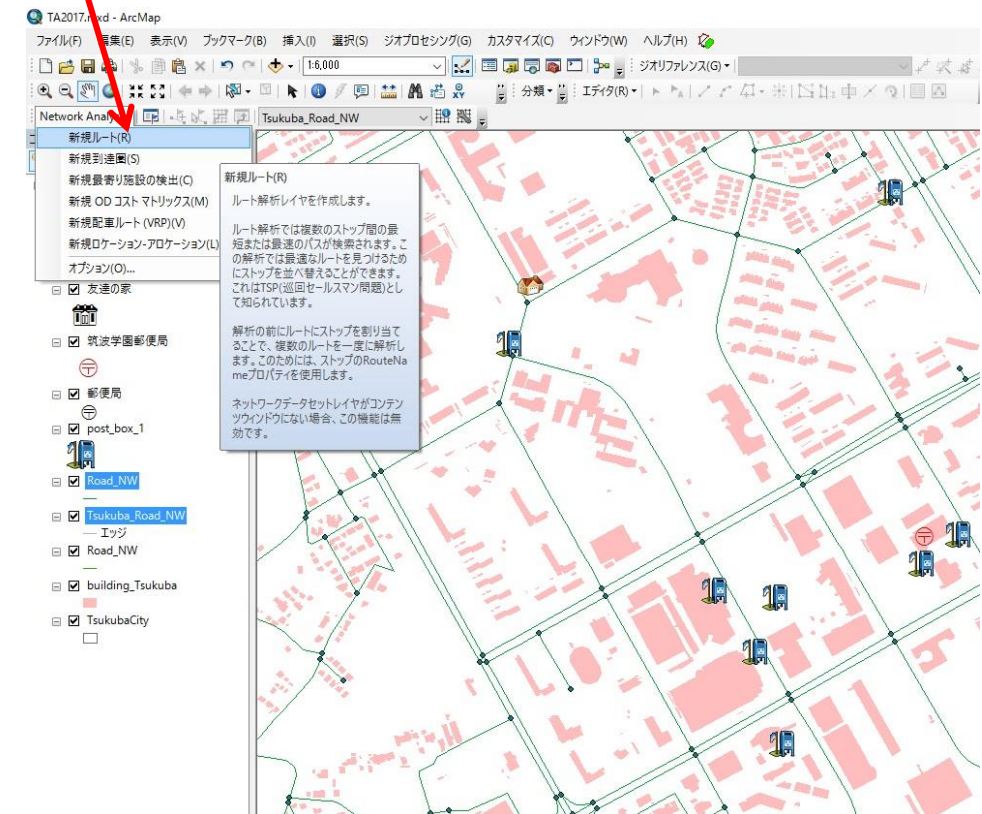 TA2017.mxd - ArcMap
ファイル(F) 編集(E) 表示(V) ブックマーク(B) 挿入(I) 選択(S) ジオプロセシング(G) カスタマイズ(C) ウィンドウ(W) ヘルプ(H)
1:6,000 ジオリファレンス(G)
分類 エディタ(R)
Network Analyst Tsukuba_Road_NW
新規ルート(R)
新規到達圏(S)
新規最寄り施設の検出(C)
新規 OD コスト マトリックス(M)
新規配車ルート (VRP)(V)
新規ロケーション-アロケーション(L)
オプション(O)...
新規ルート(R)
ルート解析レイヤを作成します。
ルート解析では複数のストップ間の最
短または最速のパスが検索されます。こ
の解析では最適なルートを見つけるため
にストップを並べ替えることができます。
これはTSP(巡回セールスマン問題)とし
て知られています。
解析の前にルートにストップを割り当て
ることで、複数のルートを一度に解析し
ます。このためには、ストップのRouteNa
meプロパティを使用します。
ネットワークデータセットレイヤがコンテン
ツウィンドウにない場合、この機能は無
効です。
友達の家
筑波学園郵便局
郵便局
post_box_1
Road_NW
Tsukuba_Road_NW
エッジ
Road_NW
building_Tsukuba
TsukubaCity